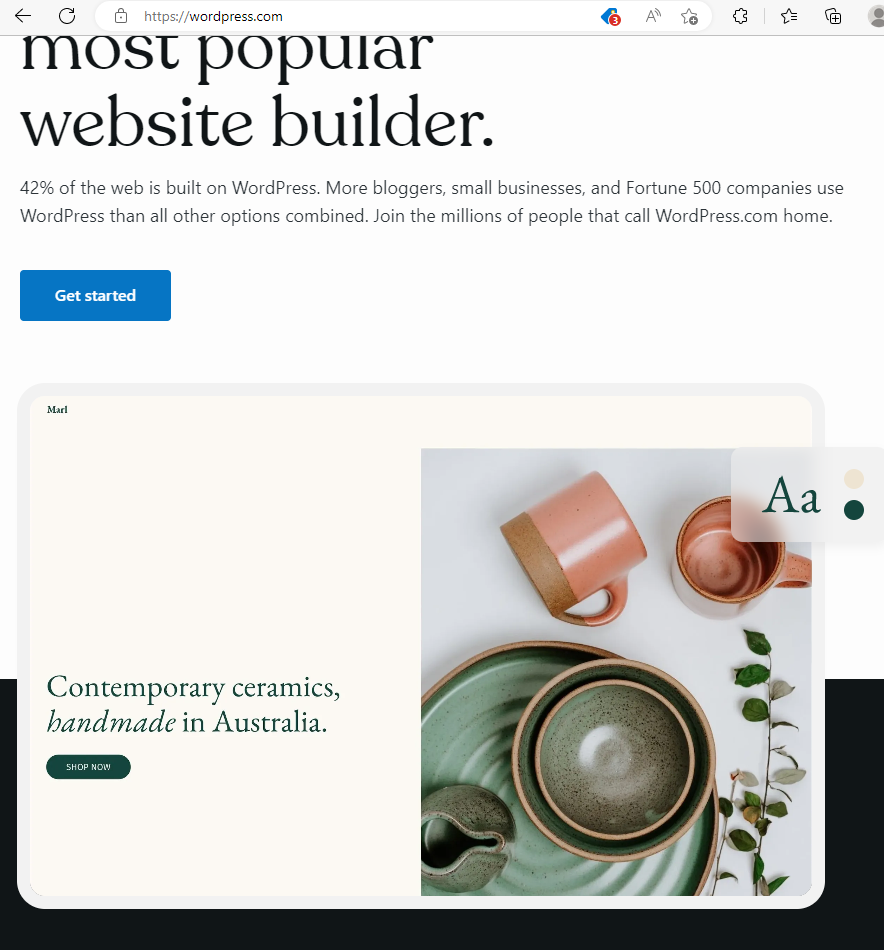 https://wordpress.com
3
most popular
website builder.
42% of the web is built on WordPress. More bloggers, small businesses, and Fortune 500 companies use
WordPress than all other options combined. Join the millions of people that call WordPress.com home.
Get started
Marl
Aa
Contemporary ceramics,
handmade in Australia.
SHOP NOW